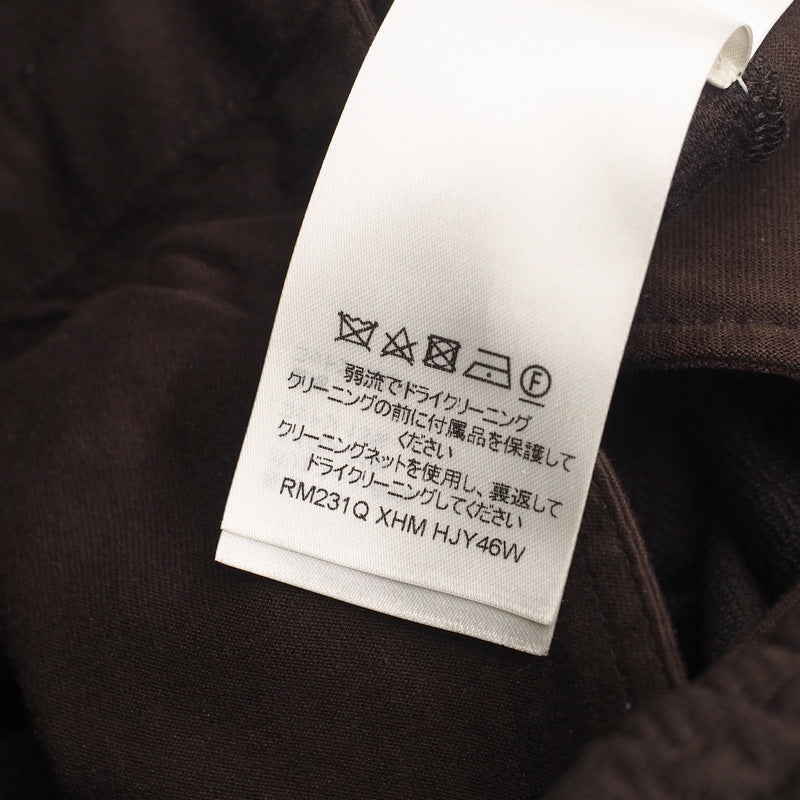 F
弱流でドライクリーニング
クリーニングの前に付属品を保護して
ください
クリーニングネットを使用し、裏返して
ドライクリーニングしてください
RM231Q XHM HJY46W